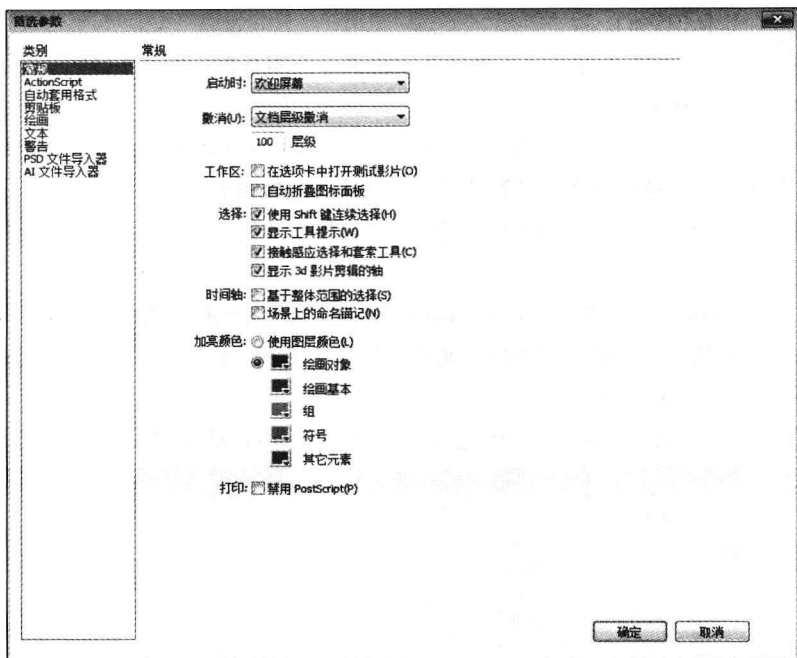 首选参数
类别
常规
常规
ActionScript
自动套用格式
剪贴板
绘画
文本
警告
PSD 文件导入器
AI 文件导入器
启动时: 欢迎屏幕
撤消(U): 文档层级撤消
100 层级
工作区: 在选项卡中打开测试影片(O)
自动折叠图标面板
选择: 使用 Shift 键连续选择(H)
显示工具提示(W)
接触感应选择和套索工具(C)
显示 3d 影片剪辑的轴
时间轴: 基于整体范围的选择(S)
场景上的命名锚记(N)
加亮颜色: 使用图层颜色(L)
绘画对象
绘画基本
组
符号
其它元素
打印: 禁用 PostScript(P)
确定
取消